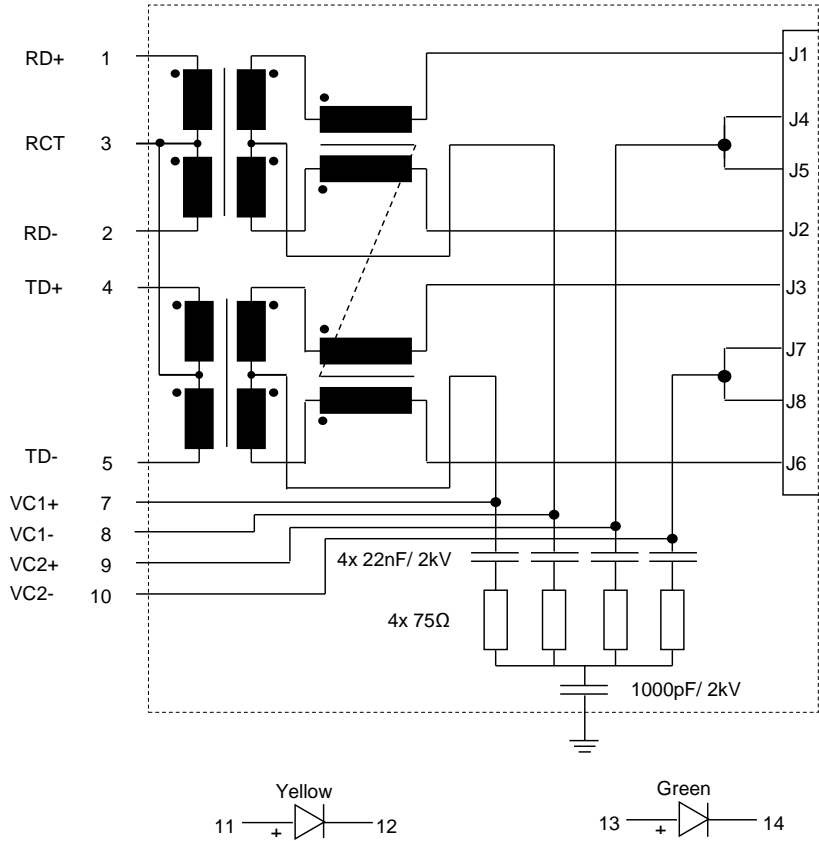 RD+ 1
J1
J4
RCT 3
J5
RD- 2
J2
TD+ 4
J3
J7
J8
TD- 5
J6
VC1+ 7
VC1- 8
VC2+ 9
4x 22nF/ 2kV
VC2- 10
4x 75Ω
1000pF/ 2kV
Yellow
Green
11 + 12
13 + 14